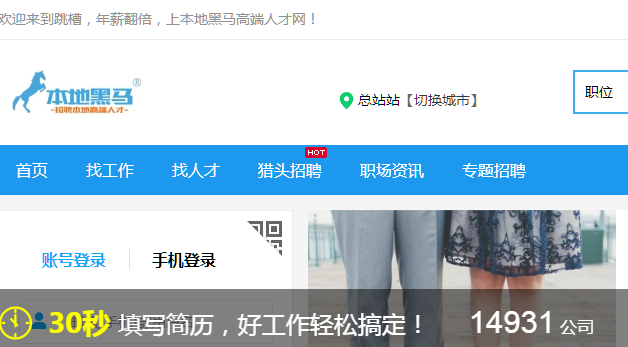 欢迎来到跳槽，年薪翻倍，上本地黑马高端人才网！
本地黑马®
-招聘本地高端人才-
总站站【切换城市】
职位
HOT
首页 找工作 找人才 猎头招聘 职场资讯 专题招聘
账号登录 手机登录
30秒 填写简历，好工作轻松搞定！ 14931 公司